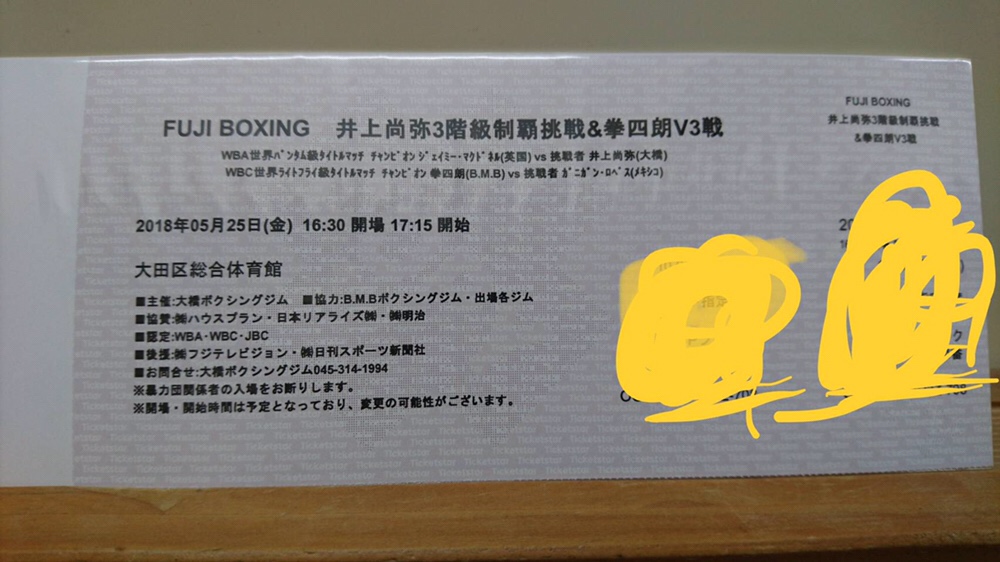 FUJI BOXING 井上尚弥3階級制覇挑戦&拳四朗V3戦
WBA世界ﾊﾞﾝﾀﾑ級ﾀｲﾄﾙﾏｯﾁ ﾁｬﾝﾋﾟｵﾝ ｼﾞｪｲﾐｰ・ﾏｸﾄﾞﾈﾙ(英国) vs 挑戦者 井上尚弥(大橋)
WBC世界ﾗｲﾄﾌﾗｲ級ﾀｲﾄﾙﾏｯﾁ ﾁｬﾝﾋﾟｵﾝ 拳四朗(B.M.B) vs 挑戦者 ｶﾞﾆｶﾞﾝ・ﾛﾍﾟｽ(ﾒｷｼｺ)
2018年05月25日(金) 16:30 開場 17:15 開始
大田区総合体育館
■主催:大橋ボクシングジム ■協力:B.M.Bボクシングジム・出場各ジム
■協賛:㈱ハウスプラン・日本リアライズ㈱・㈱明治
■認定:WBA・WBC・JBC
■後援:㈱フジテレビジョン・㈱日刊スポーツ新聞社
■お問合せ:大橋ボクシングジム045-314-1994
※暴力団関係者の入場をお断りします。
※開場・開始時間は予定となっており、変更の可能性がございます。
指定
FUJI BOXING
井上尚弥3階級制覇挑戦
&拳四朗V3戦